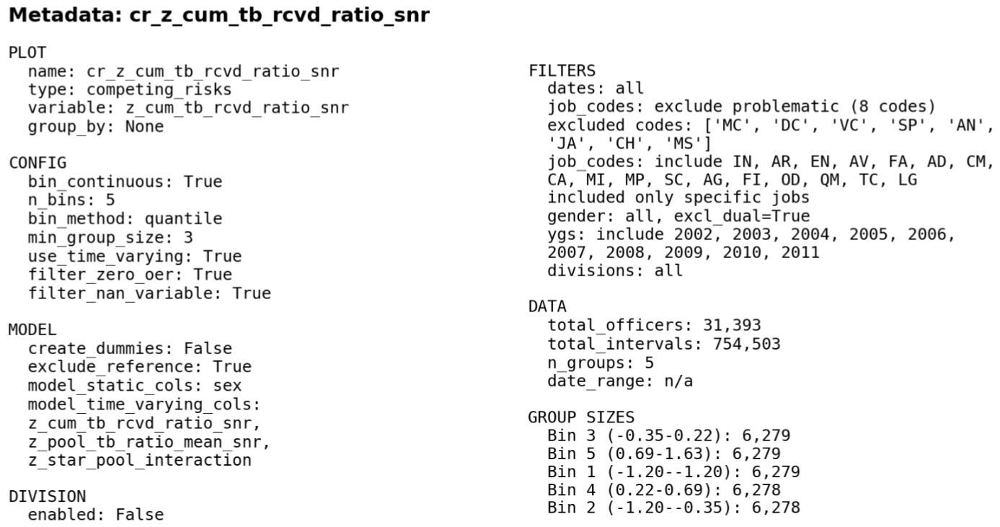 Metadata: cr_z_cum_tb_rcvd_ratio_snr
PLOT
name: cr_z_cum_tb_rcvd_ratio_snr
type: competing_risks
variable: z_cum_tb_rcvd_ratio_snr
group_by: None
CONFIG
bin_continuous: True
n_bins: 5
bin_method: quantile
min_group_size: 3
use_time_varying: True
filter_zero_oer: True
filter_nan_variable: True
MODEL
create_dummies: False
exclude_reference: True
model_static_cols: sex
model_time_varying_cols:
z_cum_tb_rcvd_ratio_snr,
z_pool_tb_ratio_mean_snr,
z_star_pool_interaction
DIVISION
enabled: False
FILTERS
dates: all
job_codes: exclude problematic (8 codes)
excluded codes: ['MC', 'DC', 'VC', 'SP', 'AN',
'JA', 'CH', 'MS']
job_codes: include IN, AR, EN, AV, FA, AD, CM,
CA, MI, MP, SC, AG, FI, OD, QM, TC, LG
included only specific jobs
gender: all, excl_dual=True
ygs: include 2002, 2003, 2004, 2005, 2006,
2007, 2008, 2009, 2010, 2011
divisions: all
DATA
total_officers: 31,393
total_intervals: 754,503
n_groups: 5
date_range: n/a
GROUP SIZES
Bin 3 (-0.35-0.22): 6,279
Bin 5 (0.69-1.63): 6,279
Bin 1 (-1.20--1.20): 6,279
Bin 4 (0.22-0.69): 6,278
Bin 2 (-1.20--0.35): 6,278